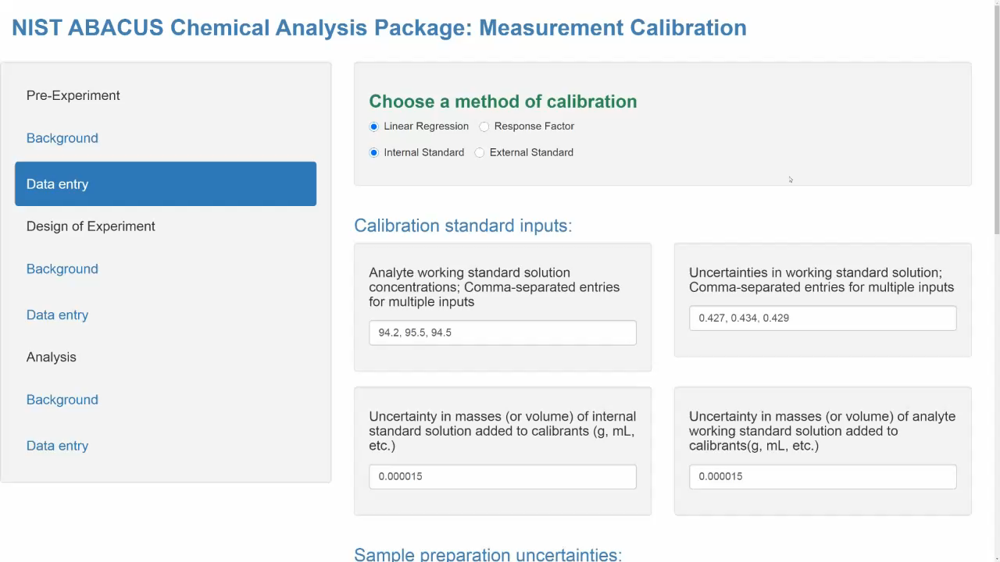 NIST ABACUS Chemical Analysis Package: Measurement Calibration
Pre-Experiment
Background
Data entry
Design of Experiment
Background
Data entry
Analysis
Background
Data entry
Choose a method of calibration
Linear Regression Response Factor
Internal Standard External Standard
Calibration standard inputs:
Analyte working standard solution
concentrations; Comma-separated entries
for multiple inputs
94.2, 95.5, 94.5
Uncertainties in working standard solution;
Comma-separated entries for multiple inputs
0.427, 0.434, 0.429
Uncertainty in masses (or volume) of internal
standard solution added to calibrants (g, mL,
etc.)
0.000015
Uncertainty in masses (or volume) of analyte
working standard solution added to
calibrants(g, mL, etc.)
0.000015
Sample preparation uncertainties: